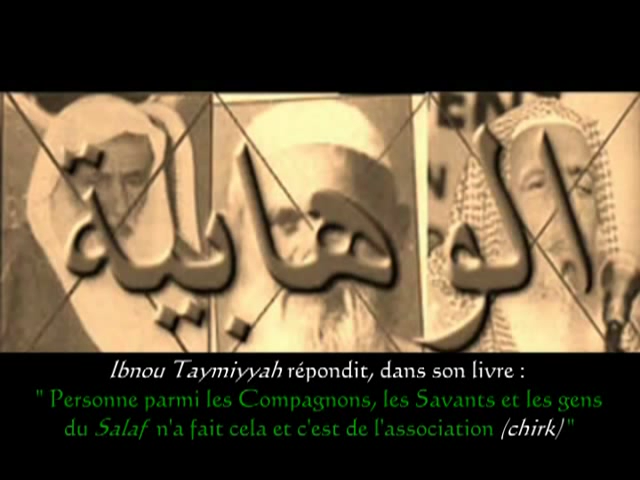 EN
الوهابية
Ibnou Taymiyyah répondit, dans son livre :
" Personne parmi les Compagnons, les Savants et les gens
du Salaf n'a fait cela et c'est de l'association (chirk) "